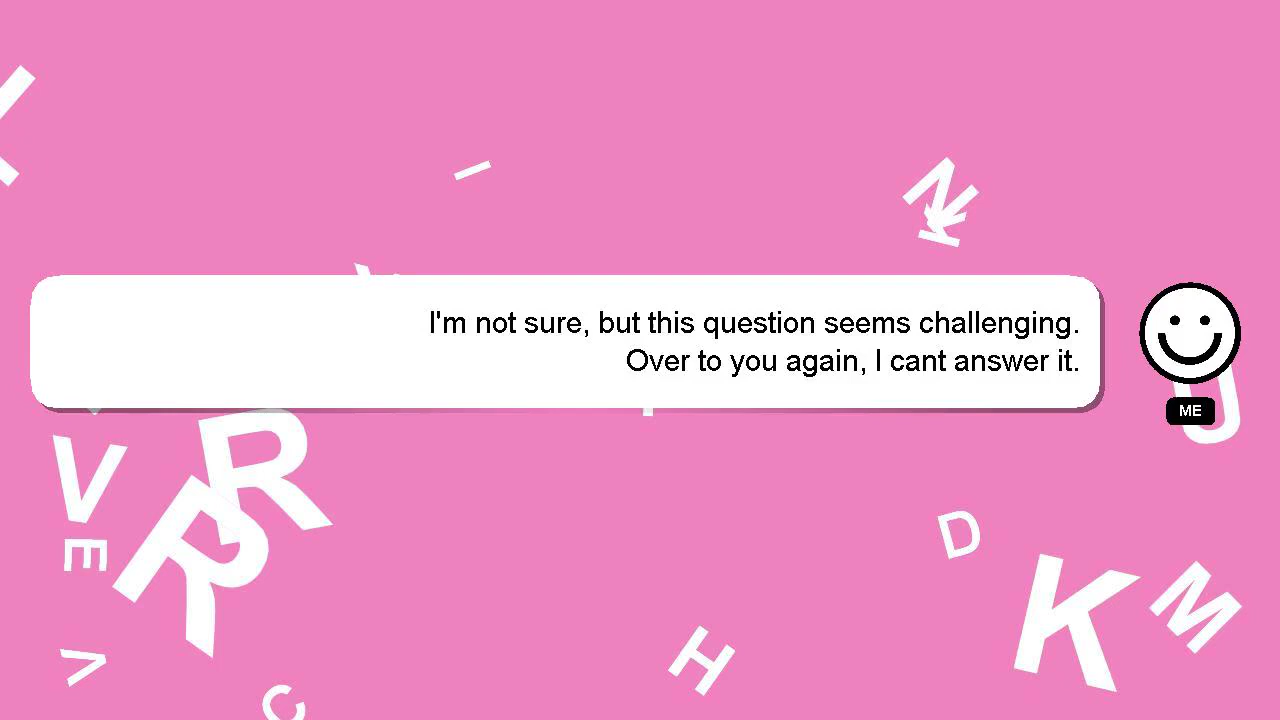 I'm not sure, but this question seems challenging.
Over to you again, I cant answer it.
ME
I
N
K
U
V
R
R
E
D
K
M
H
V
C